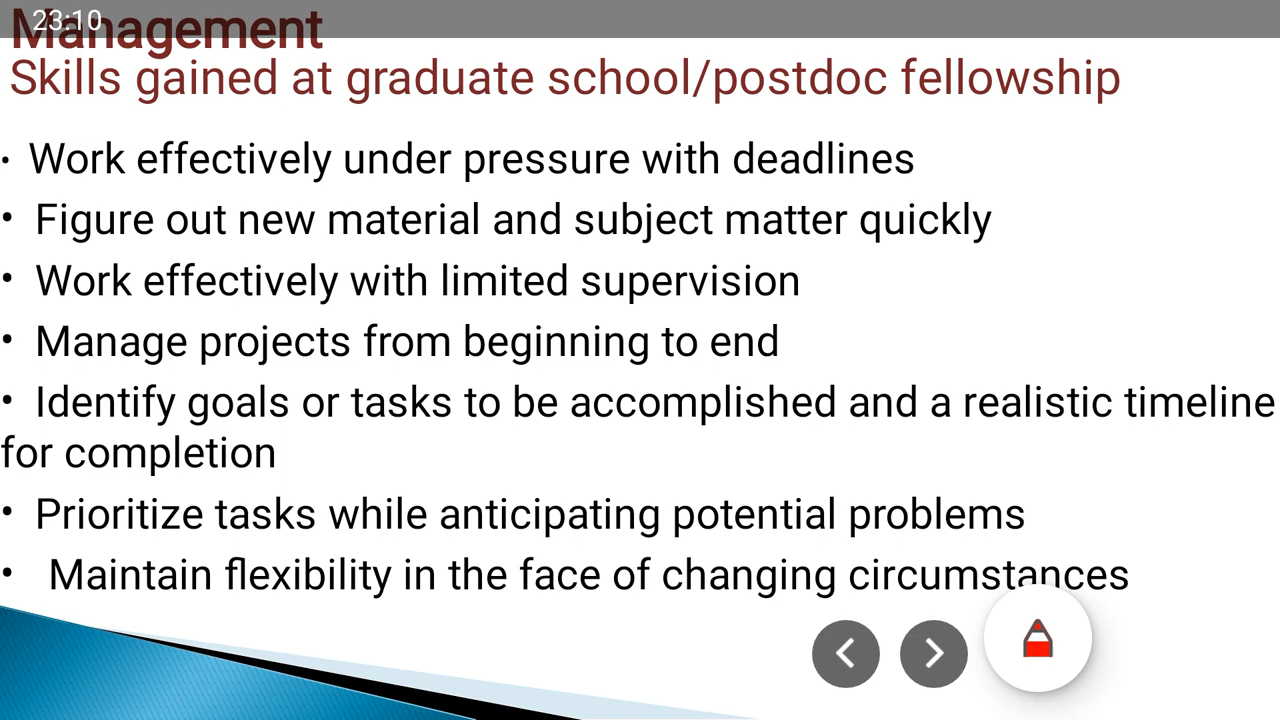 23:10
Management
Skills gained at graduate school/postdoc fellowship
• Work effectively under pressure with deadlines
• Figure out new material and subject matter quickly
• Work effectively with limited supervision
• Manage projects from beginning to end
• Identify goals or tasks to be accomplished and a realistic timeline
for completion
• Prioritize tasks while anticipating potential problems
• Maintain flexibility in the face of changing circumstances